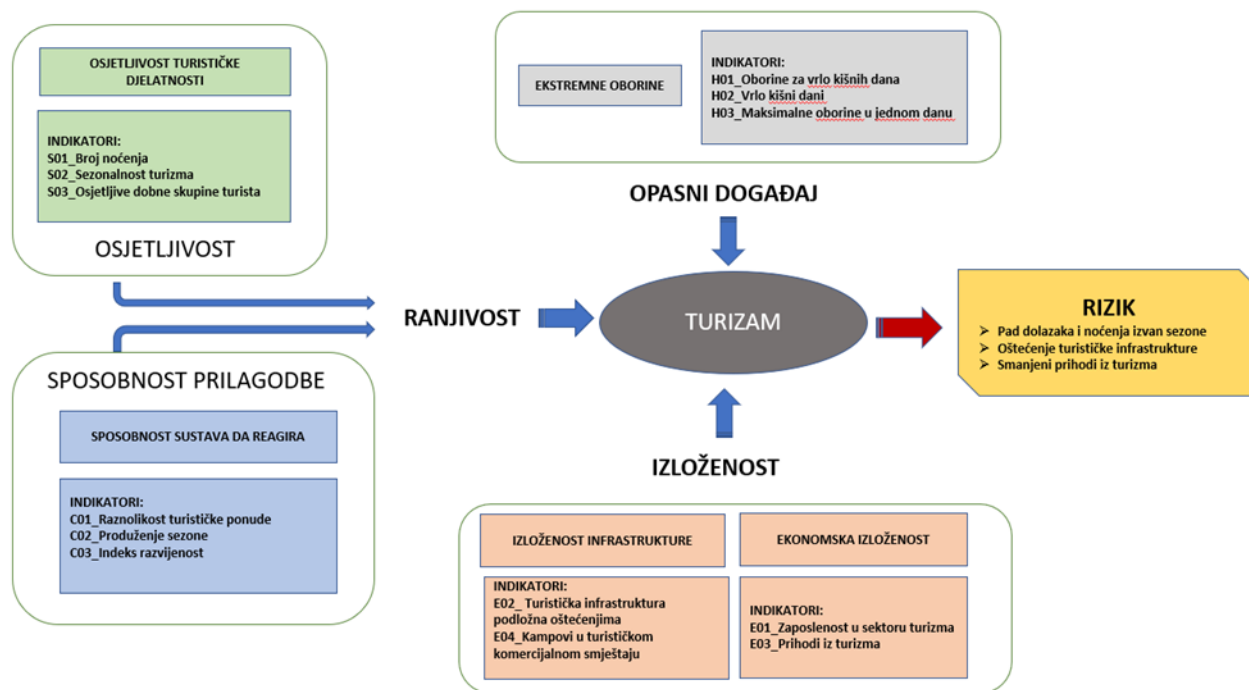 OSJETLJIVOST TURISTIČKE
DJELATNOSTI
INDIKATORI:
S01_Broj noćenja
S02_Sezonalnost turizma
S03_Osjetljive dobne skupine turista
OSJETLJIVOST
EKSTREMNE OBORINE
INDIKATORI:
H01_Oborine za vrlo kišnih dana
H02_Vrlo kišni dani
H03_Maksimalne oborine u jednom danu
OPASNI DOGAĐAJ
RANJIVOST
TURIZAM
RIZIK
Pad dolazaka i noćenja izvan sezone
Oštećenje turističke infrastrukture
Smanjeni prihodi iz turizma
SPOSOBNOST PRILAGODBE
SPOSOBNOST SUSTAVA DA REAGIRA
INDIKATORI:
C01_Raznolikost turističke ponude
C02_Produženje sezone
C03_Indeks razvijenost
IZLOŽENOST
IZLOŽENOST INFRASTRUKTURE
INDIKATORI:
E02_ Turistička infrastruktura
podložna oštećenjima
E04_Kampovi u turističkom
komercijalnom smještaju
EKONOMSKA IZLOŽENOST
INDIKATORI:
E01_Zaposlenost u sektoru turizma
E03_Prihodi iz turizma